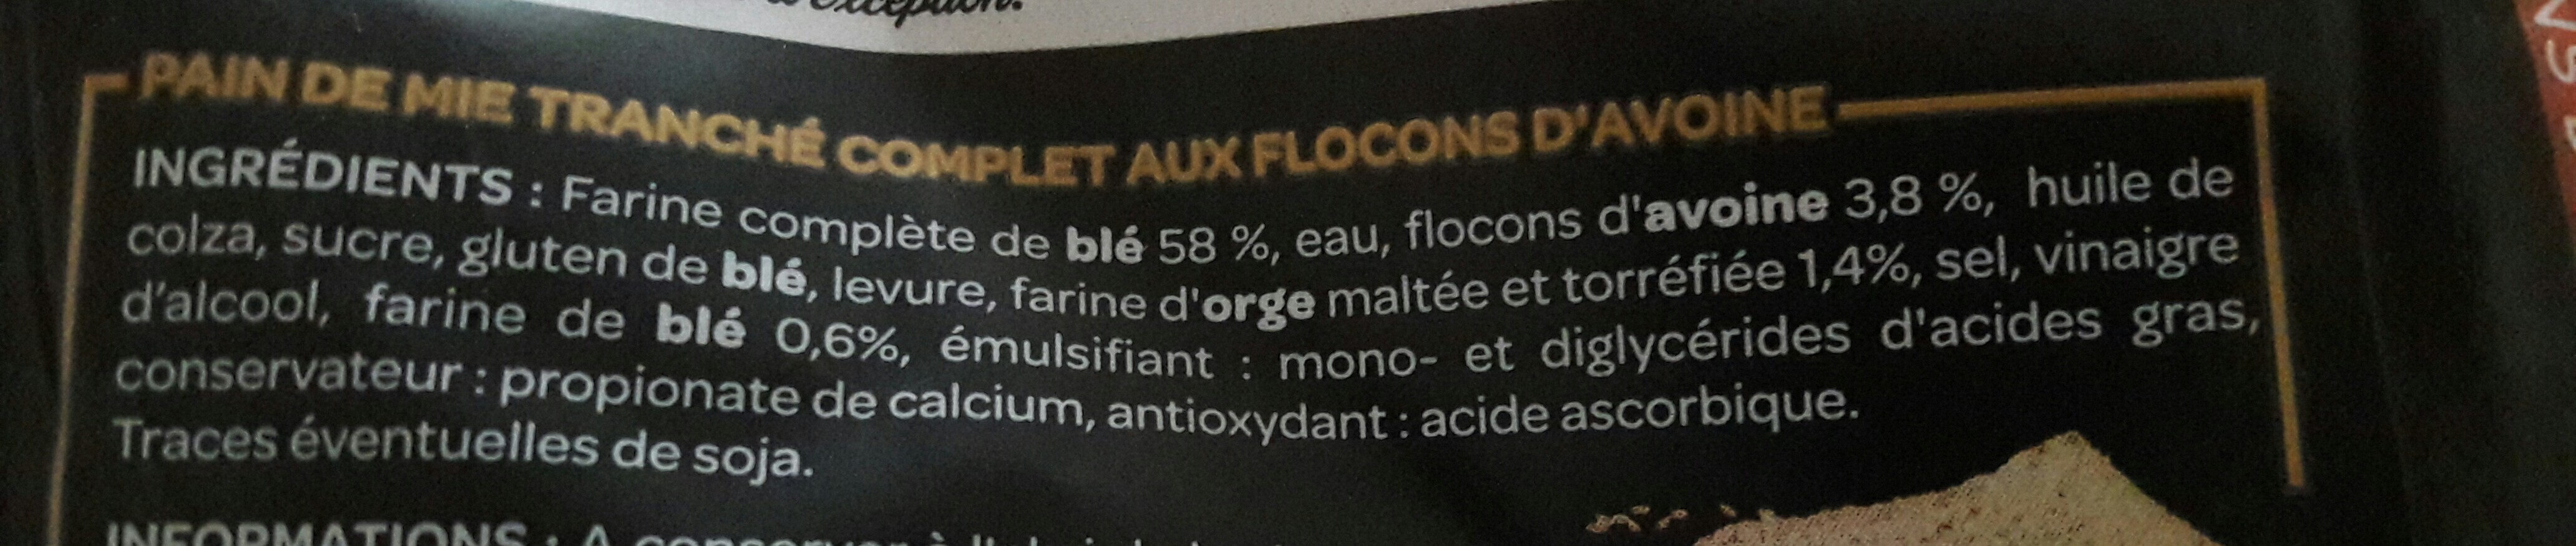 exception.
PAIN DE MIE TRANCHÉ COMPLET AUX FLOCONS D'AVOINE
INGRÉDIENTS : Farine complète de blé 58 %, eau, flocons d'avoine 3,8 %, huile de
colza, sucre, gluten de blé, levure, farine d'orge maltée et torréfiée 1,4%, sel, vinaigre
d'alcool, farine de blé 0,6%, émulsifiant : mono- et diglycérides d'acides gras,
conservateur : propionate de calcium, antioxydant : acide ascorbique.
Traces éventuelles de soja.
INFORMATIONS : A conserver à